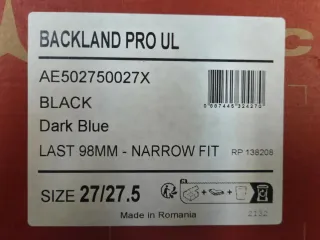 BACKLAND PRO UL
AE502750027X
BLACK
Dark Blue
LAST 98MM - NARROW FIT
RP 138208
SIZE 27/27.5
Made in Romania